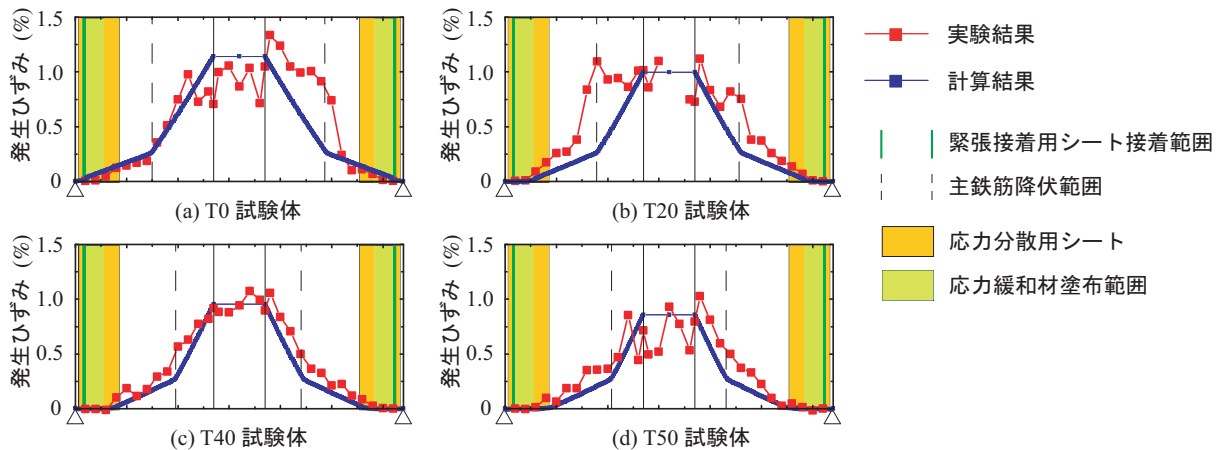 発生ひずみ (%)
1.5
1.0
0.5
0
(a) T0 試験体
発生ひずみ (%)
1.5
1.0
0.5
0
(b) T20 試験体
実験結果
計算結果
緊張接着用シート接着範囲
主鉄筋降伏範囲
応力分散用シート
応力緩和材塗布範囲
発生ひずみ (%)
1.5
1.0
0.5
0
(c) T40 試験体
発生ひずみ (%)
1.5
1.0
0.5
0
(d) T50 試験体